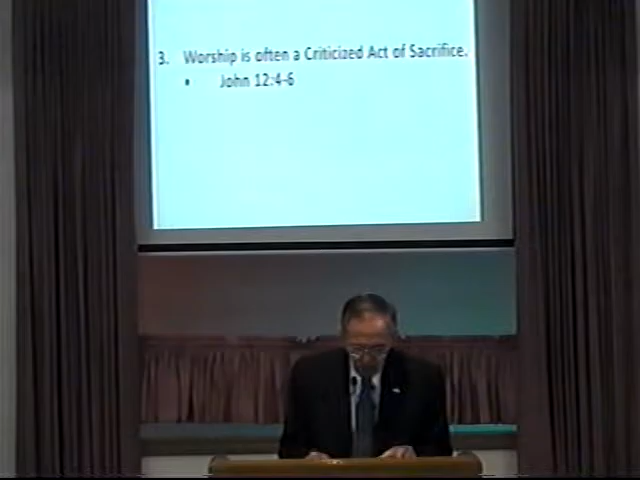 3. Worship is often a Criticized Act of Sacrifice.
• John 12:4-6